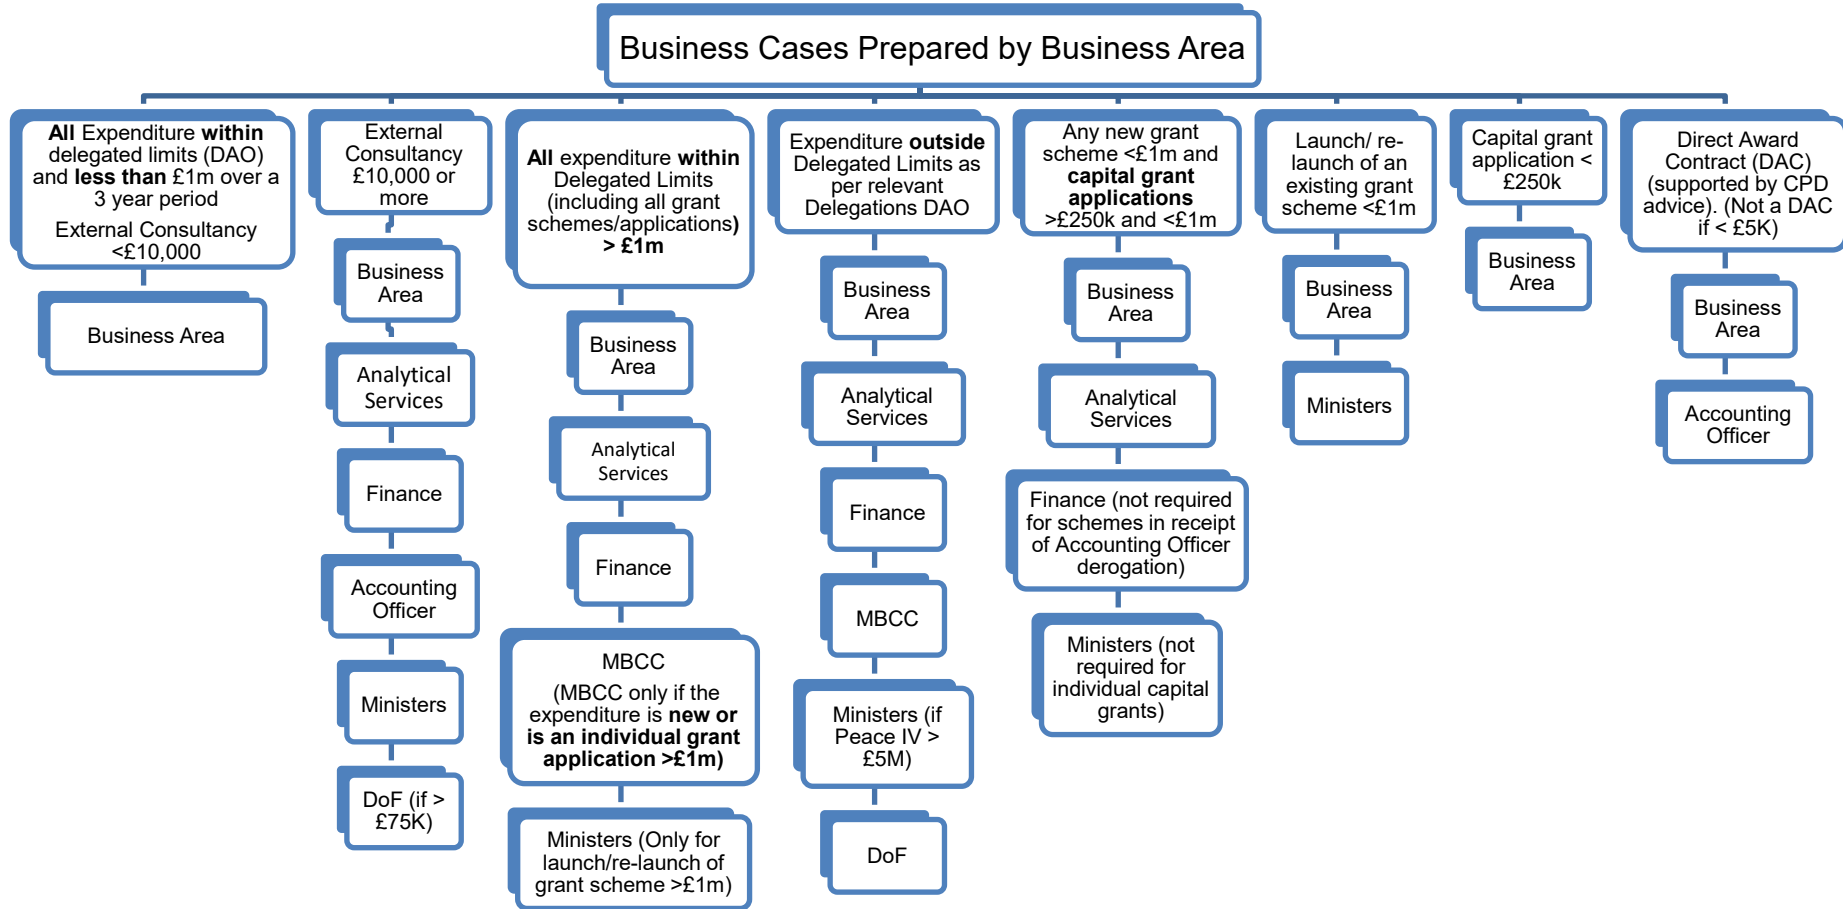 Business Cases Prepared by Business Area
All Expenditure within
delegated limits (DAO)
and less than £1m over a
3 year period
External Consultancy
<£10,000
Business Area
External
Consultancy
£10,000 or
more
Business
Area
Analytical
Services
Finance
Accounting
Officer
Ministers
DoF (if >
£75K)
All expenditure within
Delegated Limits
(including all grant
schemes/applications)
> £1m
Business
Area
Analytical
Services
Finance
MBCC
(MBCC only if the
expenditure is new or
is an individual grant
application >£1m)
Ministers (Only for
launch/re-launch of
grant scheme >£1m)
Expenditure outside
Delegated Limits as
per relevant
Delegations DAO
Business
Area
Analytical
Services
Finance
MBCC
Ministers (if
Peace IV >
£5M)
DoF
Any new grant
scheme <£1m and
capital grant
applications
>£250k and <£1m
Business
Area
Analytical
Services
Finance (not required
for schemes in receipt
of Accounting Officer
derogation)
Ministers (not
required for
individual capital
grants)
Launch/ re-
launch of an
existing grant
scheme <£1m
Business
Area
Ministers
Capital grant
application <
£250k
Business
Area
Direct Award
Contract (DAC)
(supported by CPD
advice). (Not a DAC
if < £5K)
Business
Area
Accounting
Officer